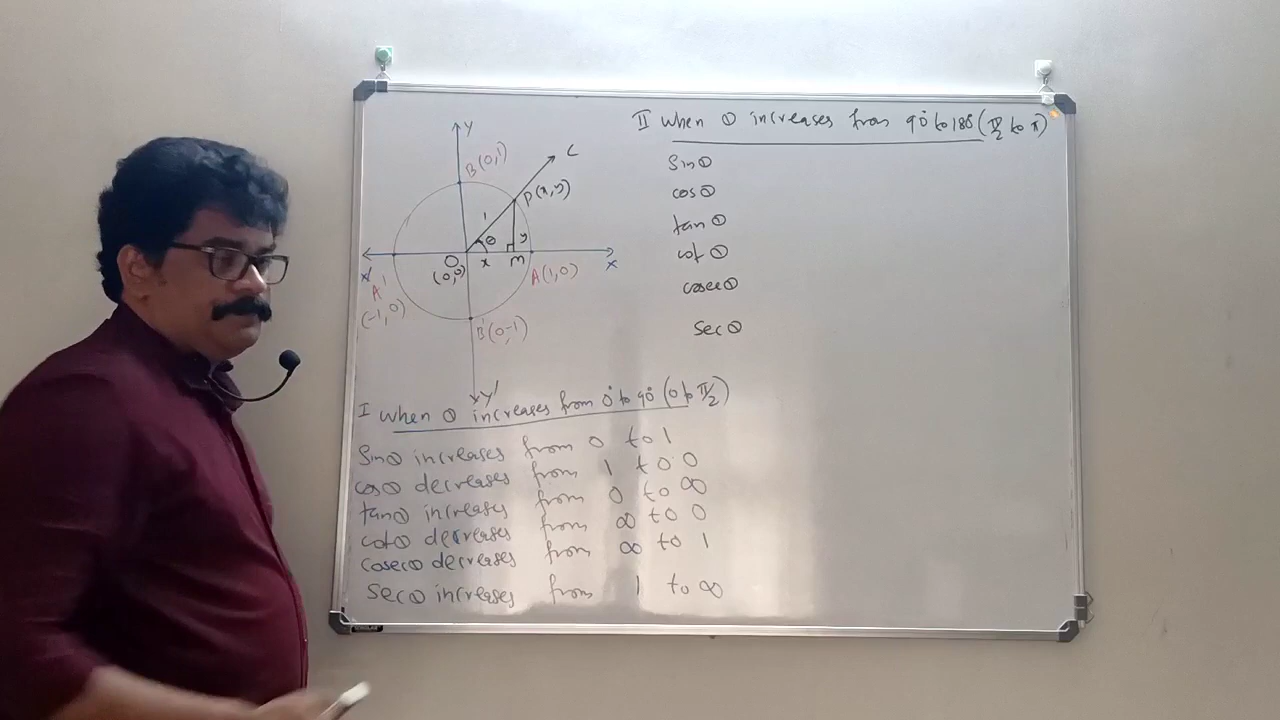 Y
B(0,1)
C
P(x,y)
1
θ
y
O
x
m
(0,0)
A(1,0)
X
X'
A'
(-1,0)
B'(0,-1)
Y'
I when θ increases from 0° to 90° (0 to π/2)
Sinθ increases from 0 to 1
cosθ decreases from 1 to 0
tanθ increases from 0 to ∞
cotθ decreases from ∞ to 0
cosecθ decreases from ∞ to 1
Secθ increases from 1 to ∞
II when θ increases from 90° to 180° (π/2 to π)
Sinθ
cosθ
tanθ
cotθ
cosecθ
Secθ